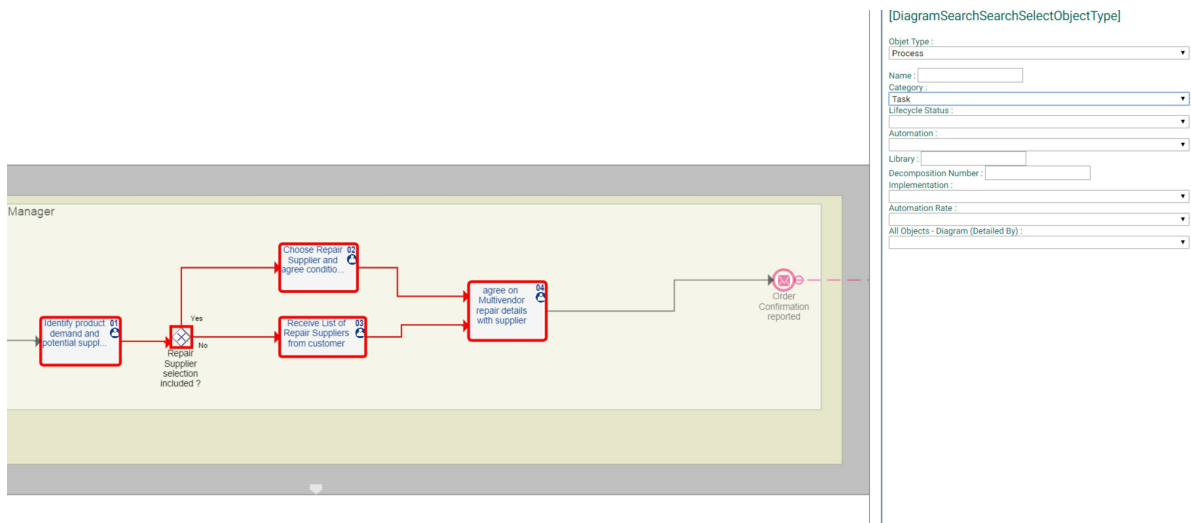 [DiagramSearchSearchSelectObjectType]
Objet Type :
Process
Name :
Category :
Task
Lifecycle Status :
Automation :
Library :
Decomposition Number :
Implementation :
Automation Rate :
All Objects - Diagram (Detailed By) :
Manager
Identify product 01
demand and
potential suppl...
Yes
No
Repair
Supplier
selection
included ?
Choose Repair 02
Supplier and
agree conditio...
Receive List of 03
Repair Suppliers
from customer
agree on 04
Multivendor
repair details
with supplier
Order
Confirmation
reported